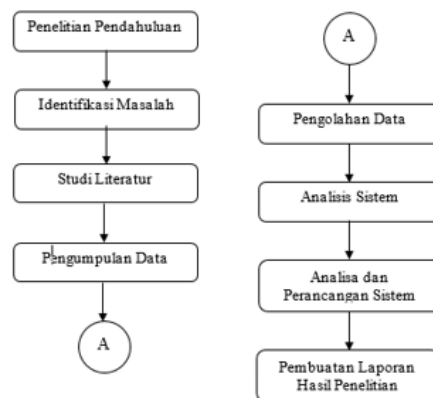 Penelitian Pendahuluan
Identifikasi Masalah
Studi Literatur
Pengumpulan Data
A
A
Pengolahan Data
Analisis Sistem
Analisa dan
Perancangan Sistem
Pembuatan Laporan
Hasil Penelitian